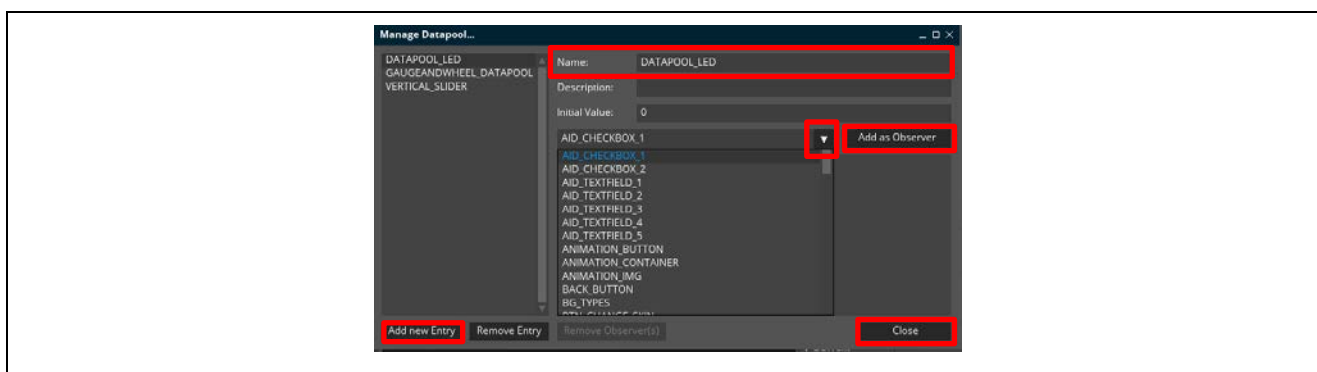 Manage Datapool...
DATAPOOL_LED
GAUGEANDWHEEL_DATAPOOL
VERTICAL_SLIDER
Name: DATAPOOL_LED
Description:
Initial Value: 0
AID_CHECKBOX_1 Add as Observer
AID_CHECKBOX_1
AID_CHECKBOX_2
AID_TEXTFIELD_1
AID_TEXTFIELD_2
AID_TEXTFIELD_3
AID_TEXTFIELD_4
AID_TEXTFIELD_5
ANIMATION_BUTTON
ANIMATION_CONTAINER
ANIMATION_IMG
BACK_BUTTON
BG_TYPES
Add new Entry Remove Entry Remove Observer(s) Close